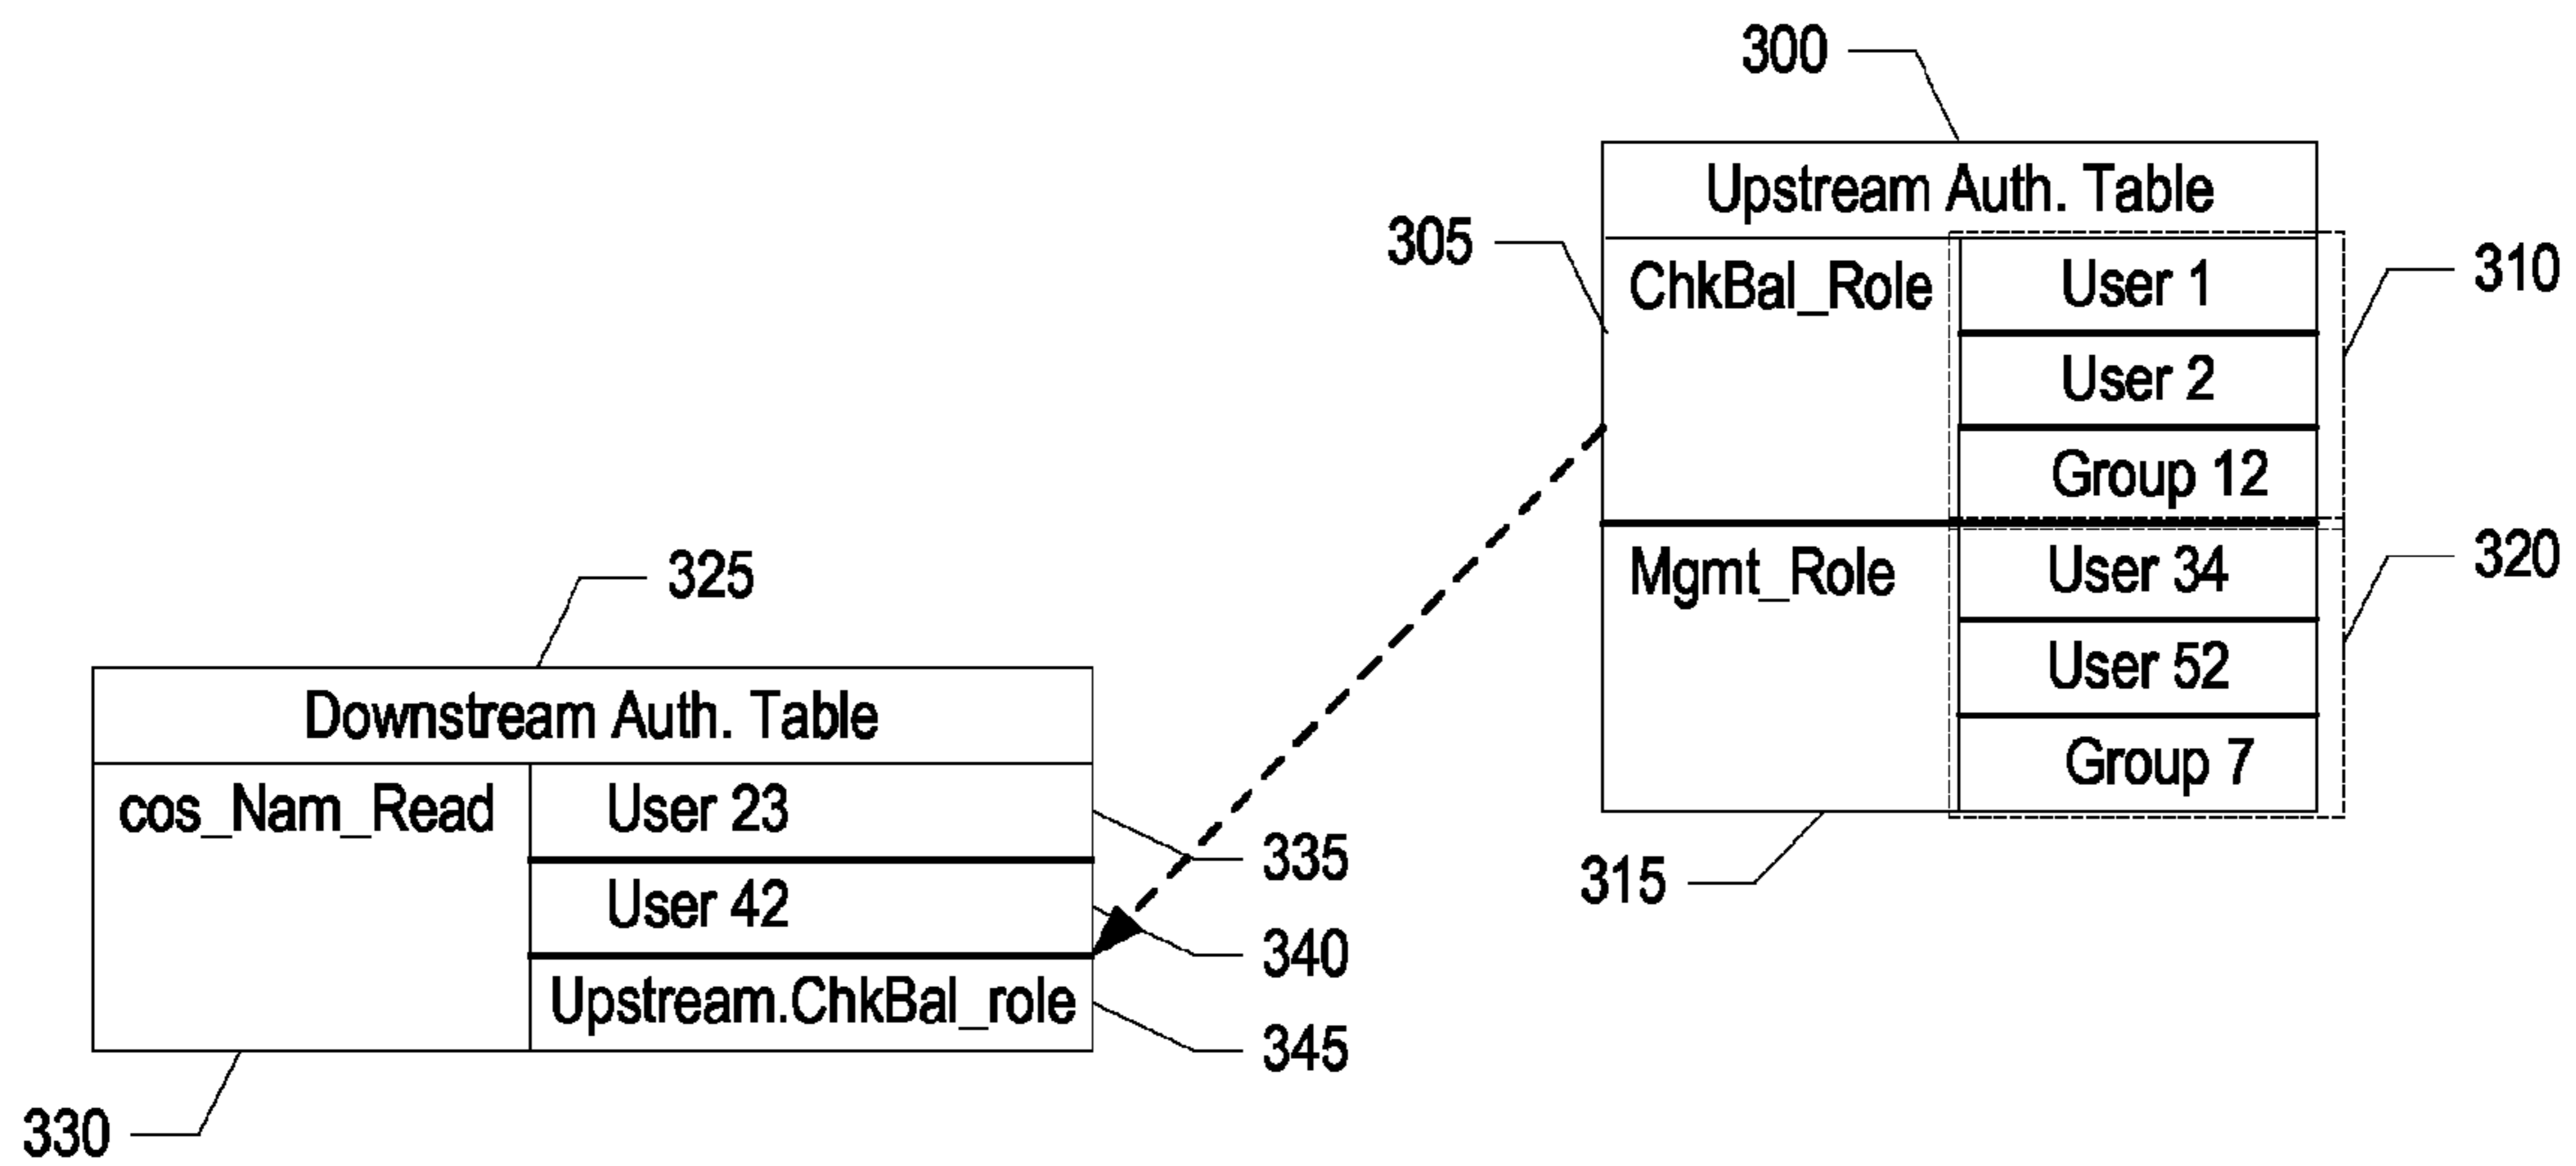 300
Upstream Auth. Table
305
ChkBal_Role
User 1
310
User 2
Group 12
Mgmt_Role
User 34
320
User 52
Group 7
315
325
Downstream Auth. Table
cos_Nam_Read
User 23
335
User 42
340
Upstream.ChkBal_role
345
330